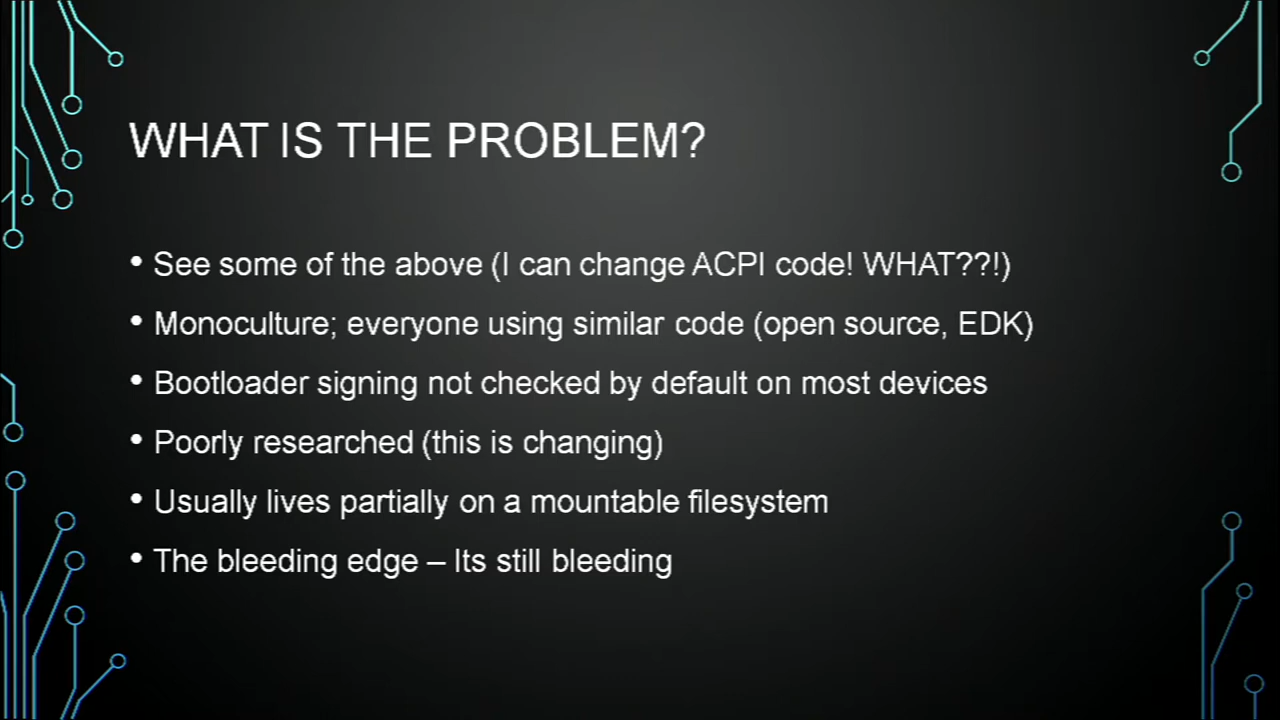 WHAT IS THE PROBLEM?
• See some of the above (I can change ACPI code! WHAT??!)
• Monoculture; everyone using similar code (open source, EDK)
• Bootloader signing not checked by default on most devices
• Poorly researched (this is changing)
• Usually lives partially on a mountable filesystem
• The bleeding edge – Its still bleeding